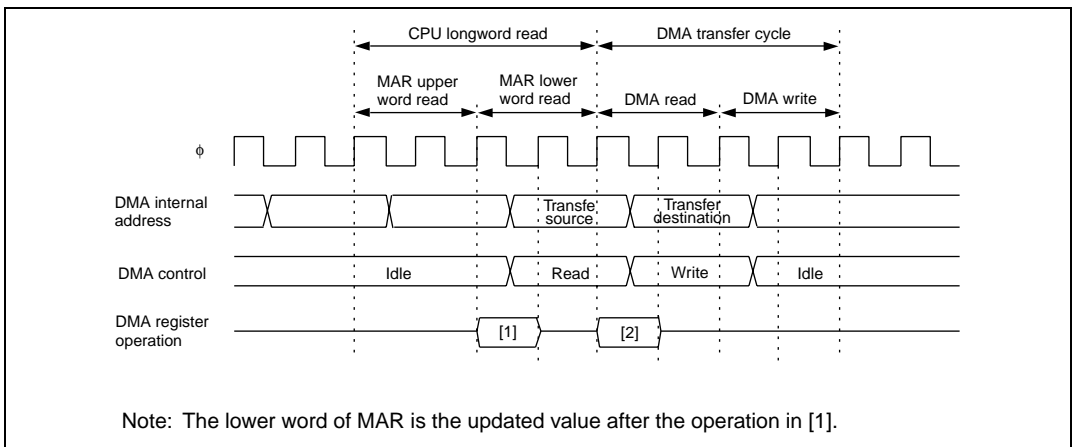 CPU longword read DMA transfer cycle
MAR upper word read
MAR lower word read
DMA read
DMA write
ϕ
DMA internal address
Transfe source
Transfer destination
DMA control
Idle Read Write Idle
DMA register operation
[1] [2]
Note: The lower word of MAR is the updated value after the operation in [1].